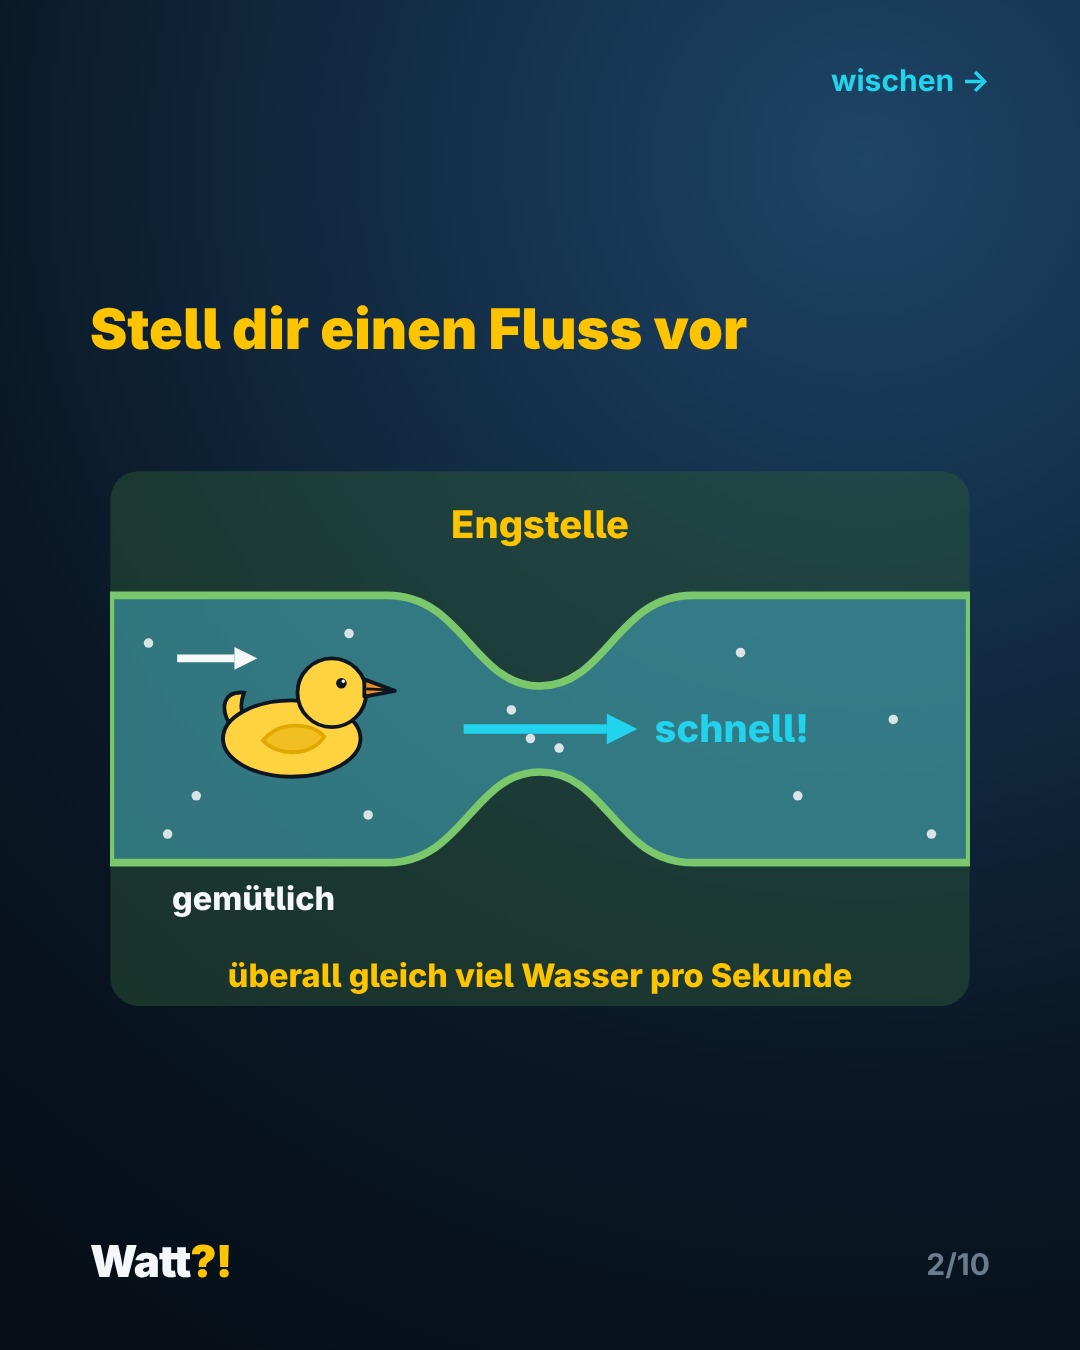 wischen →
Stell dir einen Fluss vor
Engstelle
schnell!
gemütlich
überall gleich viel Wasser pro Sekunde
Watt?!
2/10